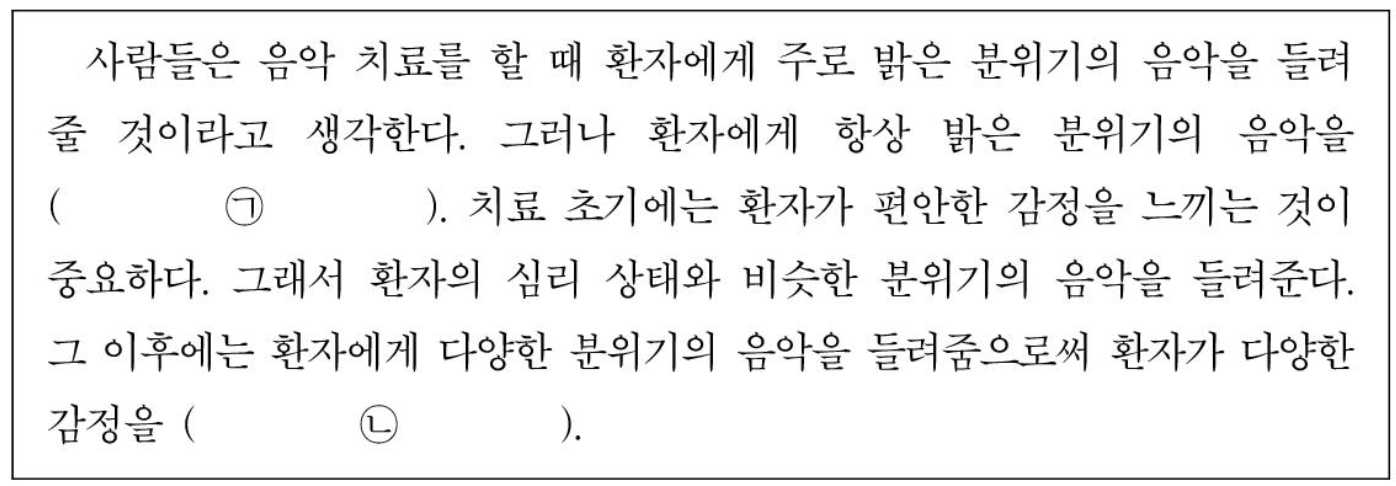 사람들은 음악 치료를 할 때 환자에게 주로 밝은 분위기의 음악을 들려
줄 것이라고 생각한다. 그러나 환자에게 항상 밝은 분위기의 음악을
( ㉠ ). 치료 초기에는 환자가 편안한 감정을 느끼는 것이
중요하다. 그래서 환자의 심리 상태와 비슷한 분위기의 음악을 들려준다.
그 이후에는 환자에게 다양한 분위기의 음악을 들려줌으로써 환자가 다양한
감정을 ( ㉡ ).